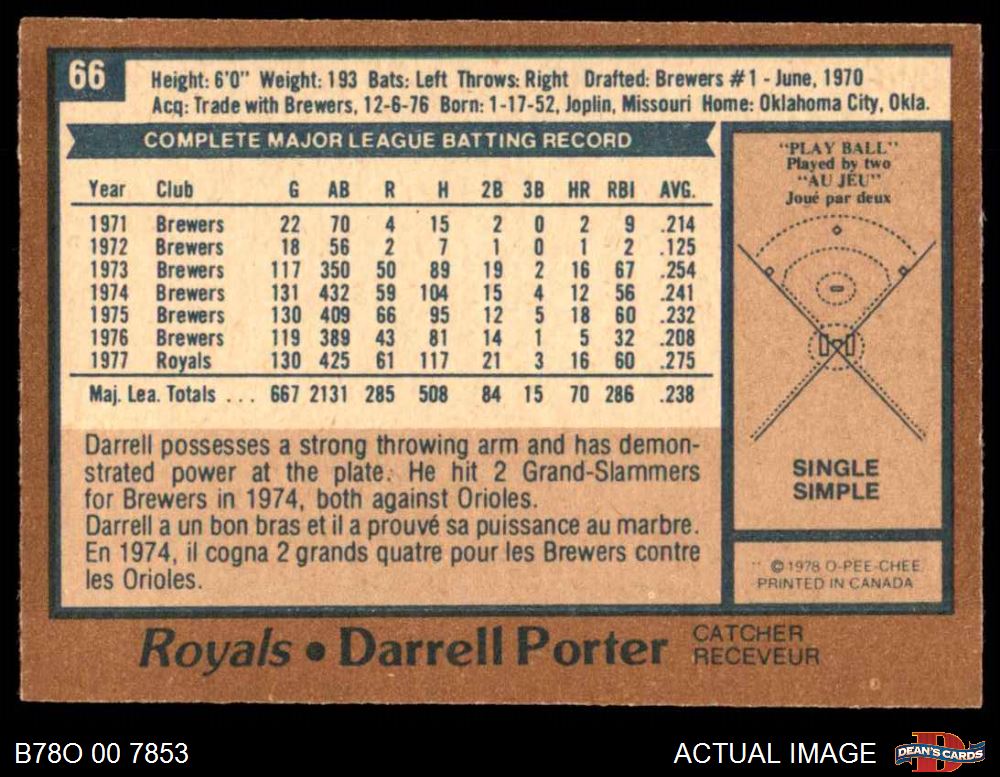 66
Height: 6'0" Weight: 193 Bats: Left Throws: Right Drafted: Brewers #1 - June, 1970
Acq: Trade with Brewers, 12-6-76 Born: 1-17-52, Joplin, Missouri Home: Oklahoma City, Okla.
COMPLETE MAJOR LEAGUE BATTING RECORD
Year Club G AB R H 2B 3B HR RBI AVG.
1971 Brewers 22 70 4 15 2 0 2 9 .214
1972 Brewers 18 56 2 7 1 0 1 2 .125
1973 Brewers 117 350 50 89 19 2 16 67 .254
1974 Brewers 131 432 59 104 15 4 12 56 .241
1975 Brewers 130 409 66 95 12 5 18 60 .232
1976 Brewers 119 389 43 81 14 1 5 32 .208
1977 Royals 130 425 61 117 21 3 16 60 .275
Maj. Lea. Totals ... 667 2131 285 508 84 15 70 286 .238
Darrell possesses a strong throwing arm and has demon-
strated power at the plate. He hit 2 Grand-Slammers
for Brewers in 1974, both against Orioles.
Darrell a un bon bras et il a prouvé sa puissance au marbre.
En 1974, il cogna 2 grands quatre pour les Brewers contre
les Orioles.
"PLAY BALL"
Played by two
"AU JEU"
Joué par deux
SINGLE
SIMPLE
©1978 O-PEE-CHEE
PRINTED IN CANADA
Royals • Darrell Porter
CATCHER
RECEVEUR
B78O 00 7853
ACTUAL IMAGE
DEAN'S CARDS